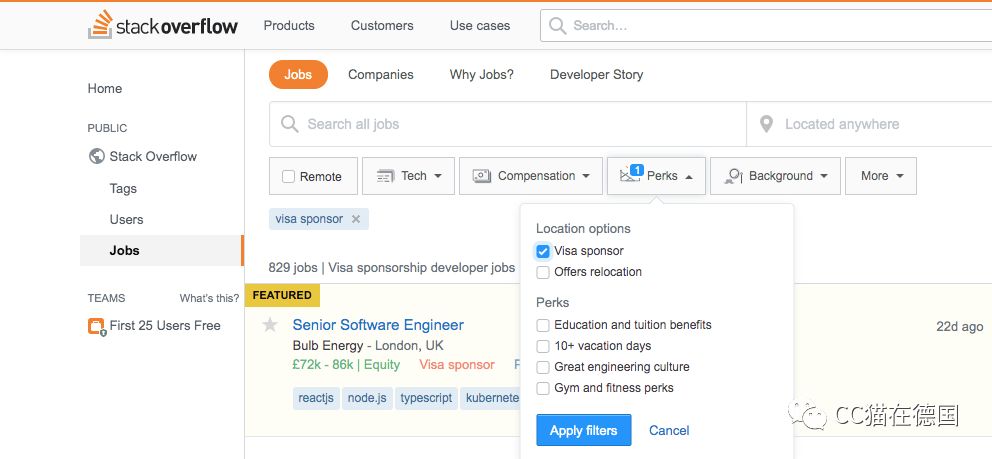 stackoverflow Products Customers Use cases Search...
Home
PUBLIC
Stack Overflow
Tags
Users
Jobs
TEAMS What's this?
First 25 Users Free
Jobs Companies Why Jobs? Developer Story
Search all jobs Located anywhere
Remote Tech Compensation 1 Perks Background More
visa sponsor
829 jobs | Visa sponsorship developer jobs
FEATURED
Senior Software Engineer 22d ago
Bulb Energy - London, UK
£72k - 86k | Equity Visa sponsor
reactjs node.js typescript kubernete
Location options
Visa sponsor
Offers relocation
Perks
Education and tuition benefits
10+ vacation days
Great engineering culture
Gym and fitness perks
Apply filters Cancel
CC猫在德国